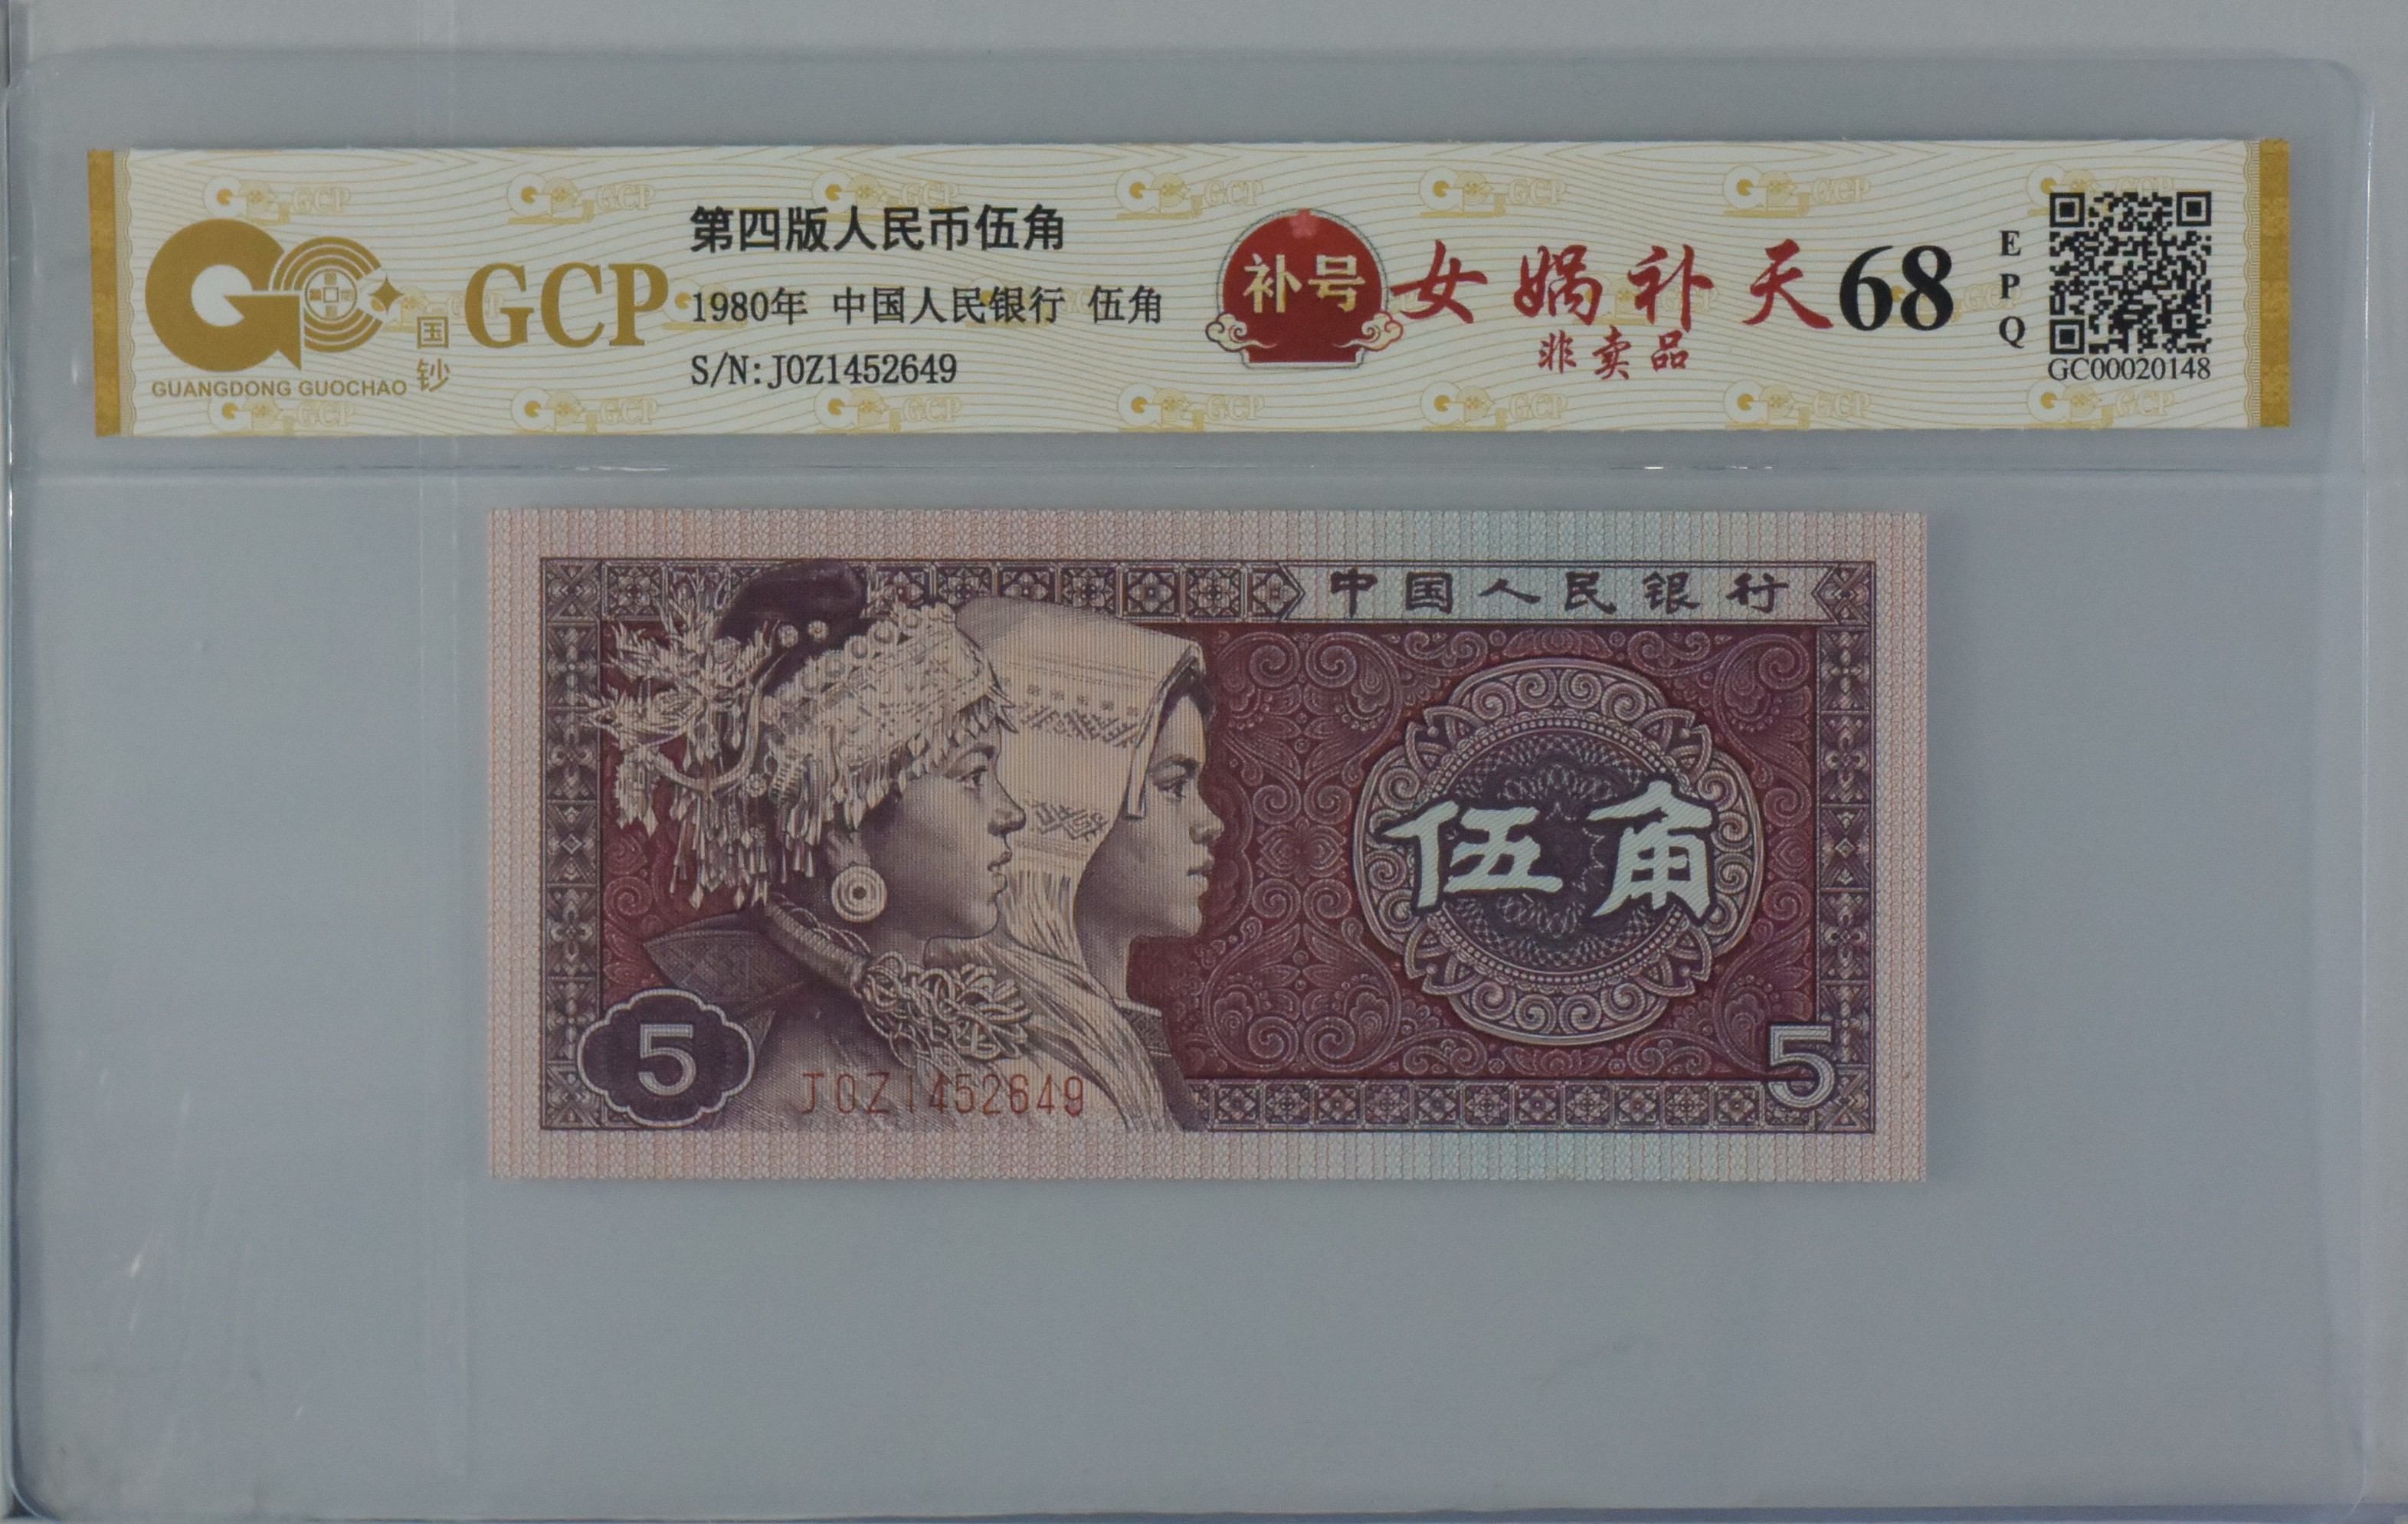 GCP
国钞
GUANGDONG GUOCHAO
第四版人民币伍角
1980年 中国人民银行 伍角
S/N:J0Z1452649
补号
女娲补天
非卖品
68
EPQ
GC00020148
中国人民银行
伍角
5
5
J0Z1452649